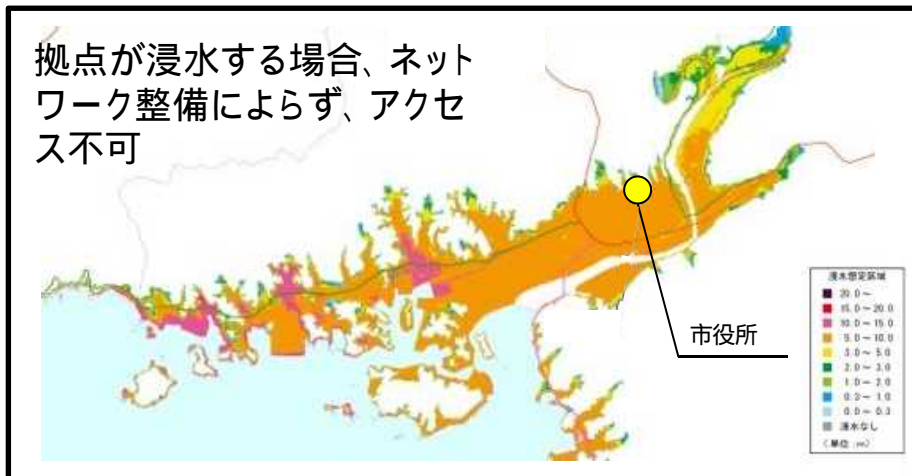 拠点が浸水する場合、ネット
ワーク整備によらず、アクセ
ス不可
市役所
浸水想定区域
20.0～
15.0～20.0
10.0～15.0
5.0～10.0
3.0～5.0
2.0～3.0
1.0～2.0
0.3～1.0
0.0～0.3
浸水なし
(単位:m)